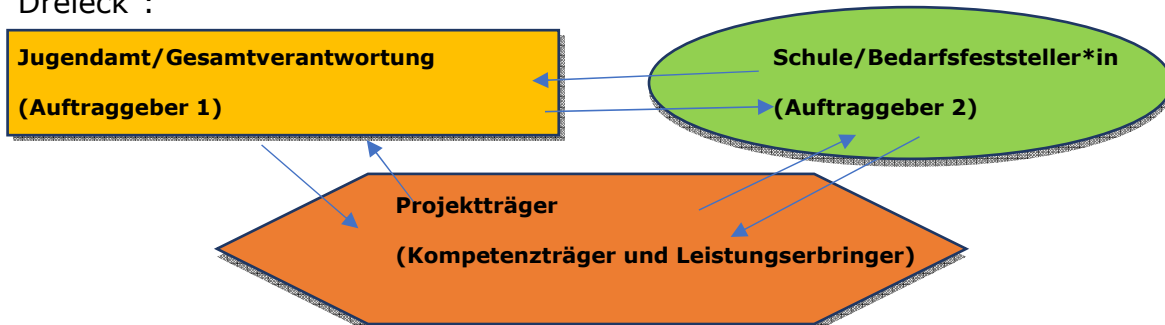 Dreieck“:
Jugendamt/Gesamtverantwortung
(Auftraggeber 1)
Schule/Bedarfsfeststeller*in
(Auftraggeber 2)
Projektträger
(Kompetenzträger und Leistungserbringer)